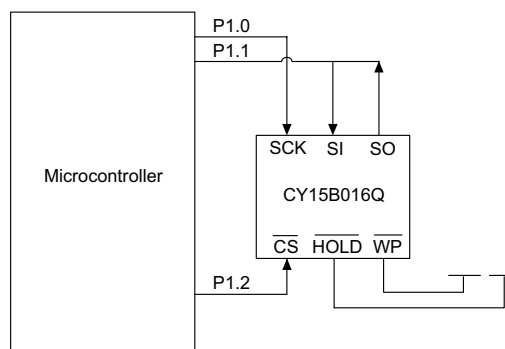 P1.0
P1.1
SCK SI SO
Microcontroller
CY15B016Q
CS HOLD WP
P1.2